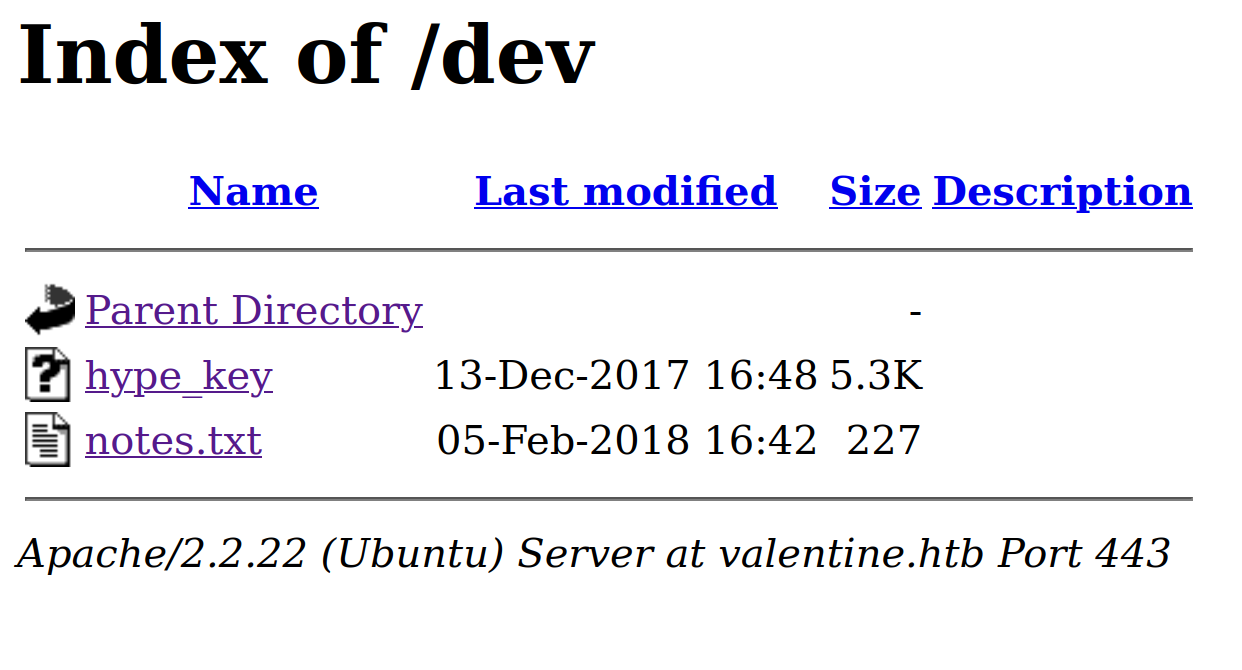 Index of /dev
Name Last modified Size Description
Parent Directory -
hype_key 13-Dec-2017 16:48 5.3K
notes.txt 05-Feb-2018 16:42 227
Apache/2.2.22 (Ubuntu) Server at valentine.htb Port 443